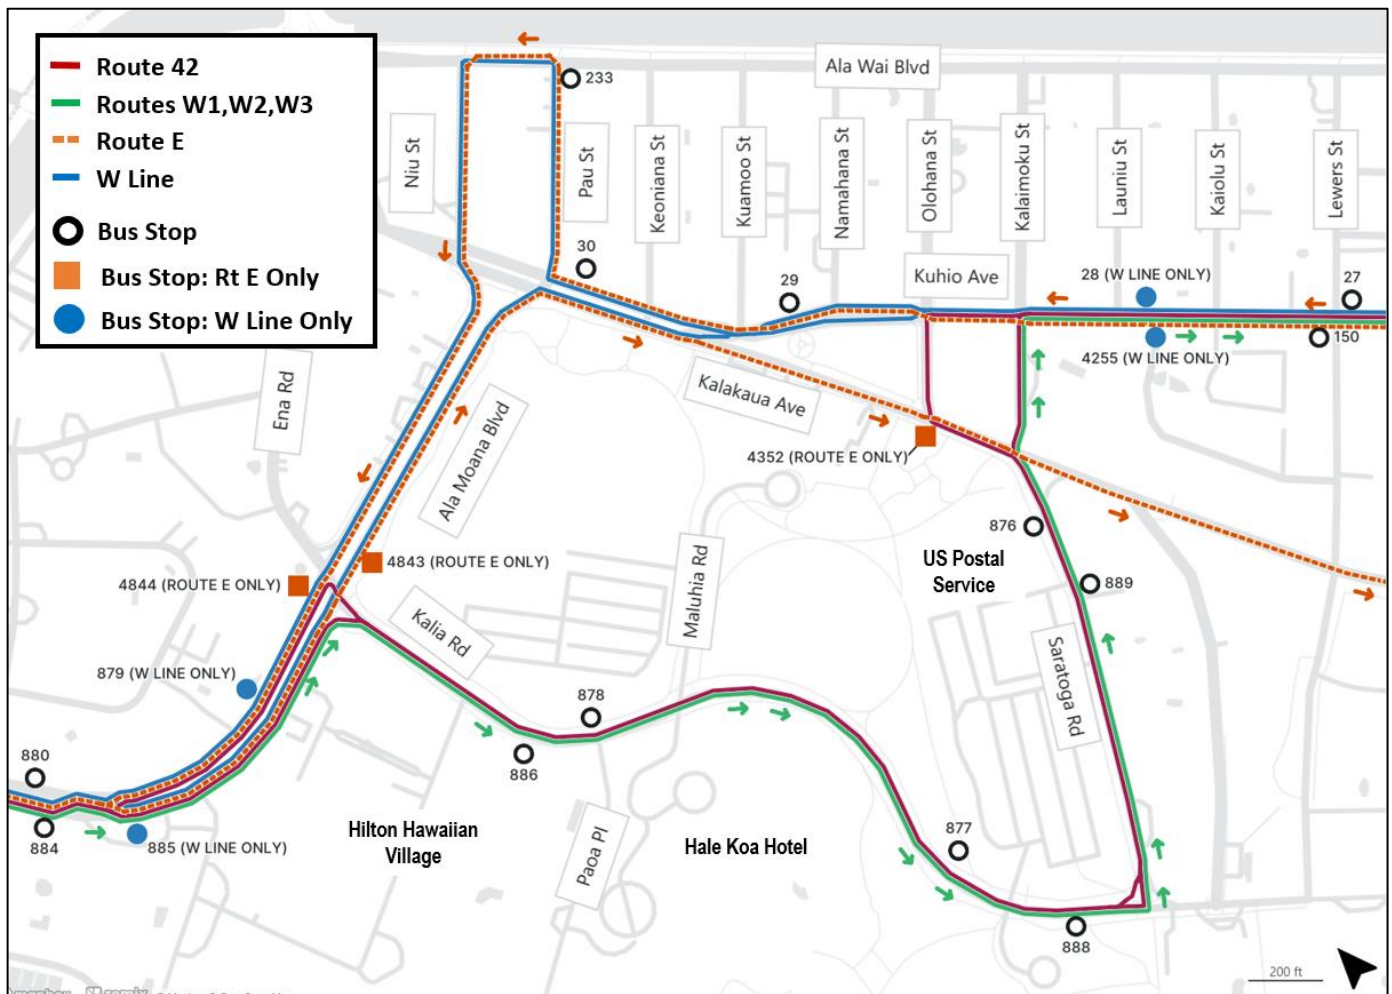 Route 42
Routes W1,W2,W3
Route E
W Line
Bus Stop
Bus Stop: Rt E Only
Bus Stop: W Line Only
233
Ala Wai Blvd
Niu St
Pau St
Keoniana St
Kuamoo St
Namahana St
Olohana St
Kalaimoku St
Launiu St
Kaiolu St
Lewers St
30
29
Kuhio Ave
28 (W LINE ONLY)
27
150
4255 (W LINE ONLY)
Ena Rd
Ala Moana Blvd
Kalakaua Ave
4352 (ROUTE E ONLY)
876
US Postal
Service
889
4843 (ROUTE E ONLY)
4844 (ROUTE E ONLY)
Kalia Rd
Maluhia Rd
Saratoga Rd
879 (W LINE ONLY)
878
886
880
884
885 (W LINE ONLY)
Hilton Hawaiian
Village
Paoa Pl
Hale Koa Hotel
877
888
200 ft